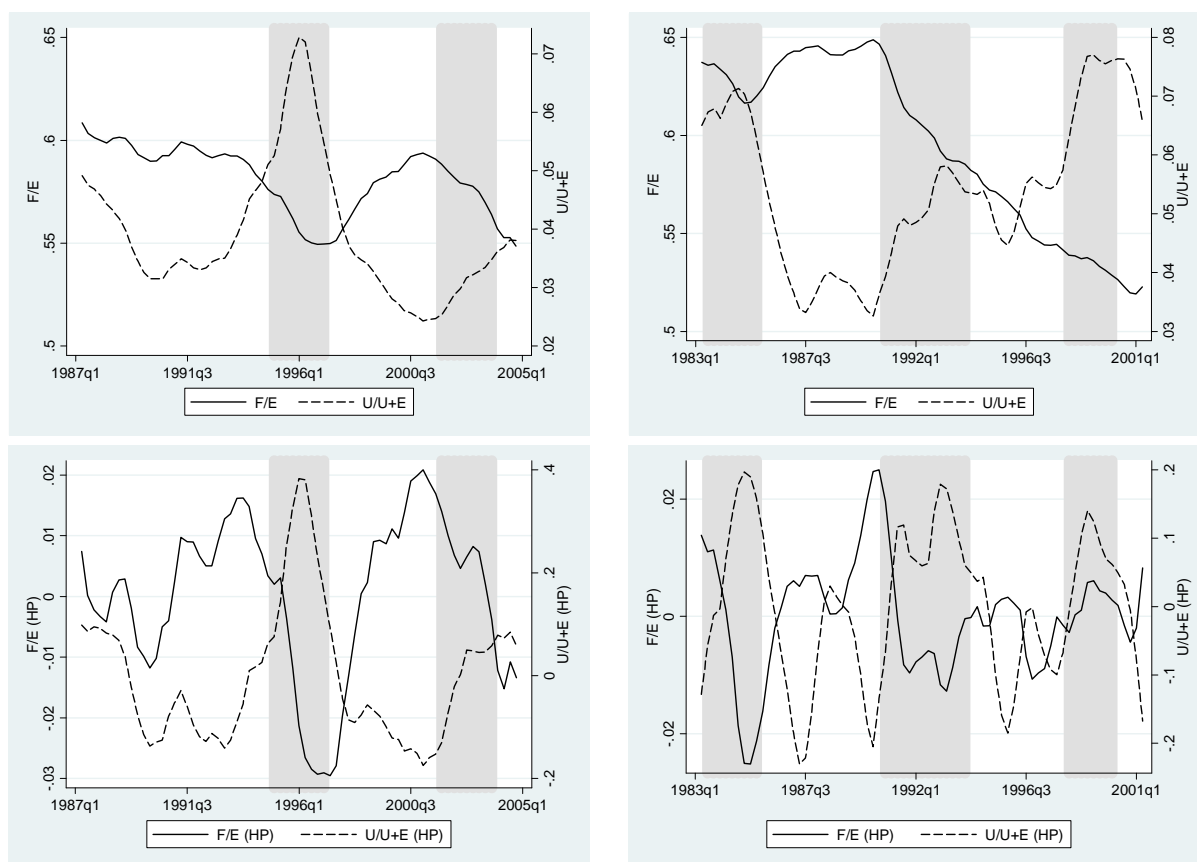 .65
.6
.55
.5
F/E
.07
.06
.05
.04
.03
.02
U/U+E
1987q1 1991q3 1996q1 2000q3 2005q1
F/E U/U+E
.65
.6
.55
.5
F/E
.08
.07
.06
.05
.04
.03
U/U+E
1983q1 1987q3 1992q1 1996q3 2001q1
F/E U/U+E
.02
.01
0
-.01
-.02
-.03
F/E (HP)
.4
.2
0
-.2
U/U+E (HP)
1987q1 1991q3 1996q1 2000q3 2005q1
F/E (HP) U/U+E (HP)
.02
0
-.02
F/E (HP)
.2
.1
0
-.1
-.2
U/U+E (HP)
1983q1 1987q3 1992q1 1996q3 2001q1
F/E (HP) U/U+E (HP)